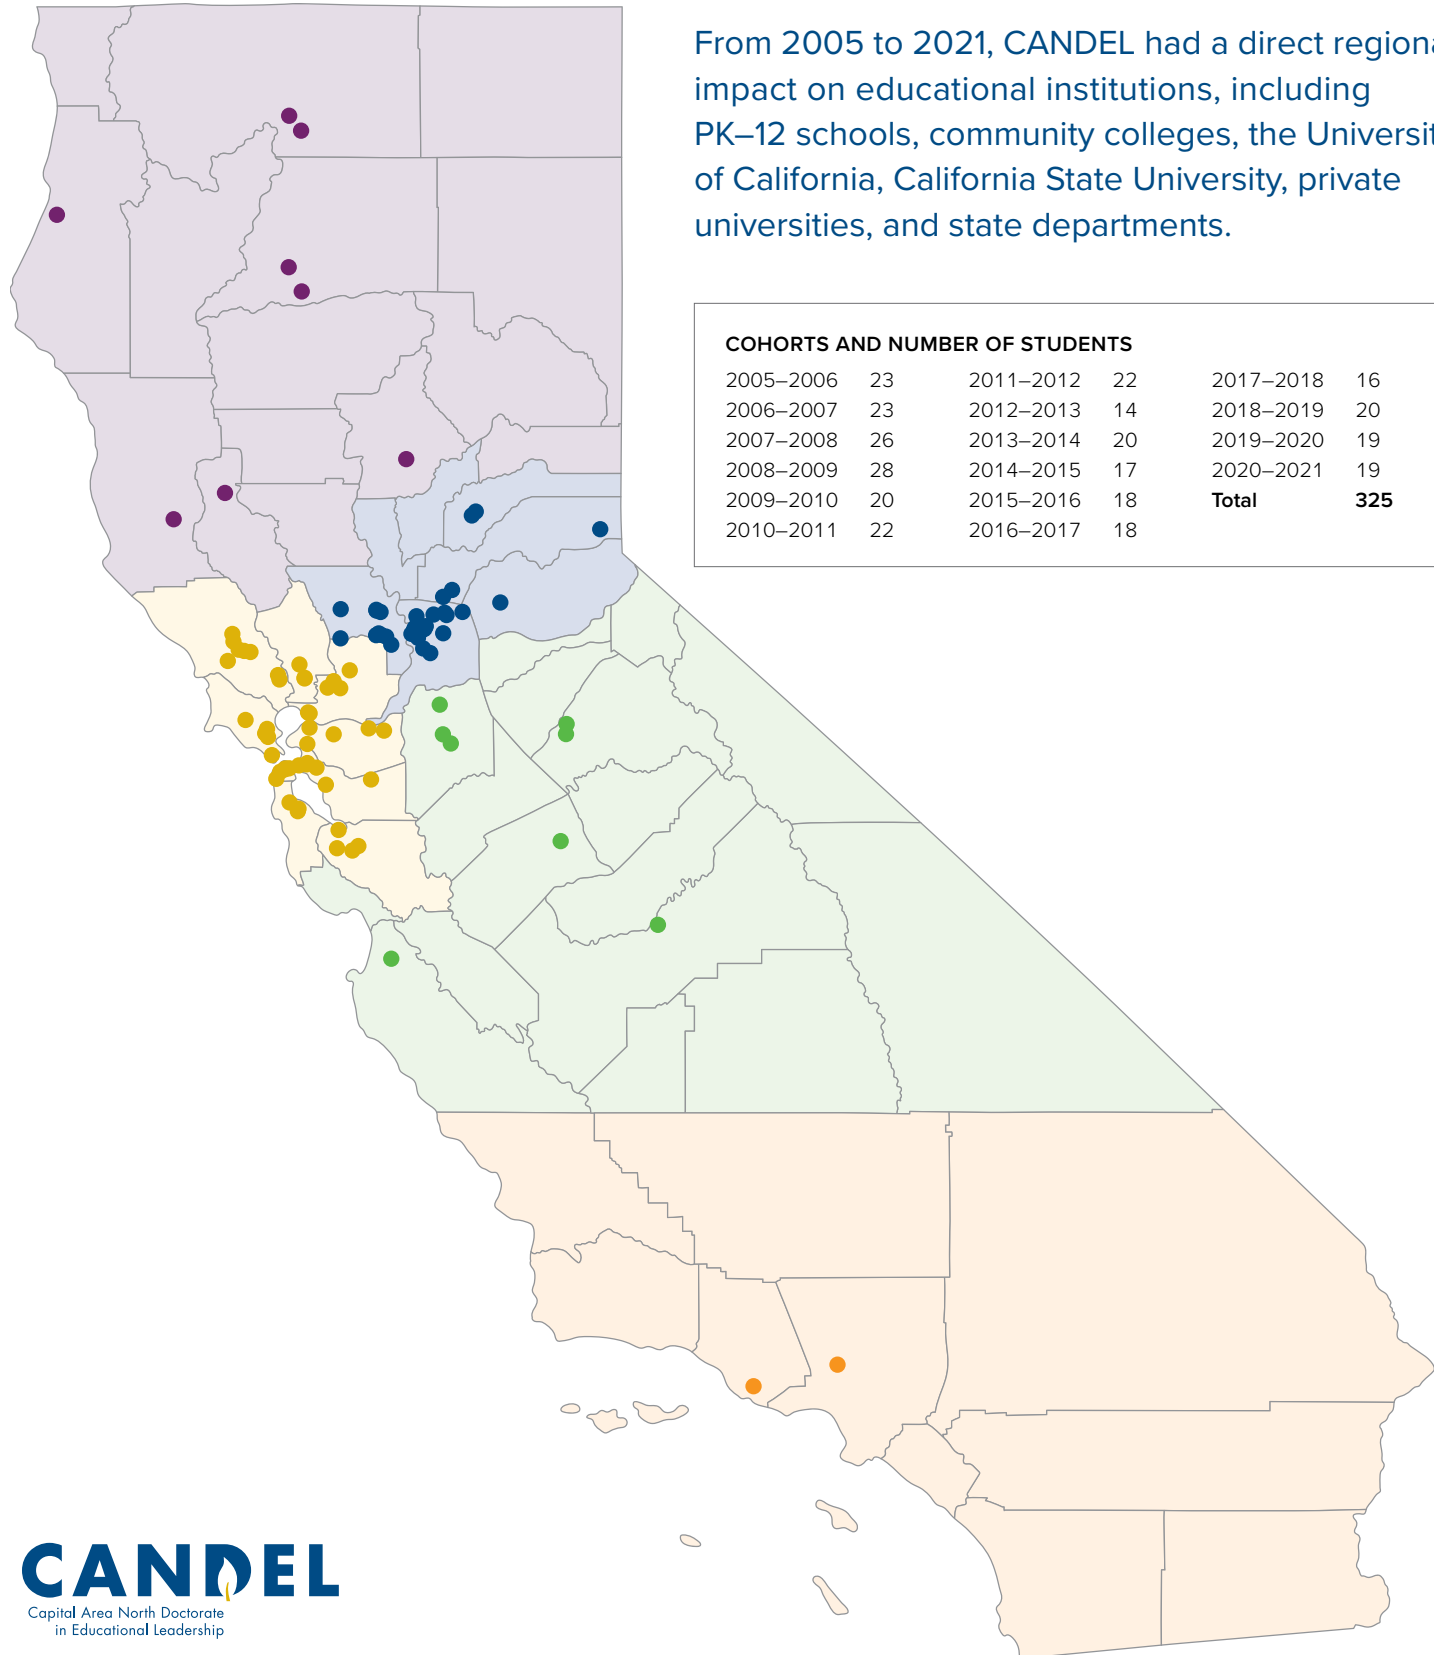 From 2005 to 2021, CANDEL had a direct regiona
impact on educational institutions, including
PK–12 schools, community colleges, the Universit
of California, California State University, private
universities, and state departments.
COHORTS AND NUMBER OF STUDENTS
2005–2006 23 2011–2012 22 2017–2018 16
2006–2007 23 2012–2013 14 2018–2019 20
2007–2008 26 2013–2014 20 2019–2020 19
2008–2009 28 2014–2015 17 2020–2021 19
2009–2010 20 2015–2016 18 Total 325
2010–2011 22 2016–2017 18
CANDEL
Capital Area North Doctorate
in Educational Leadership